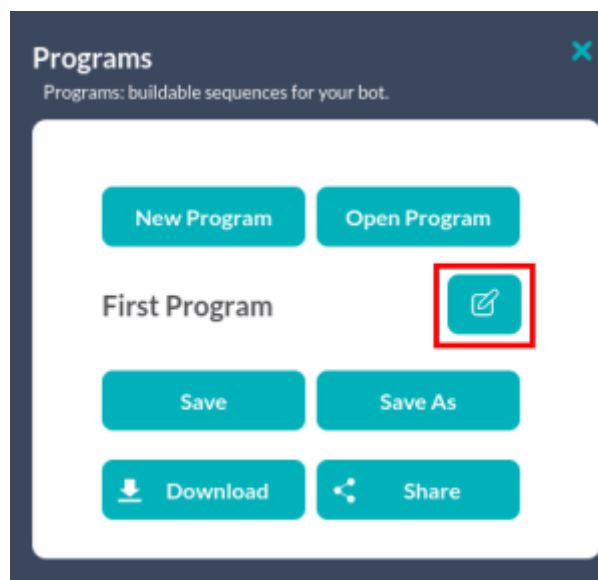 Programs
Programs: buildable sequences for your bot.
New Program
Open Program
First Program
Save
Save As
Download
Share